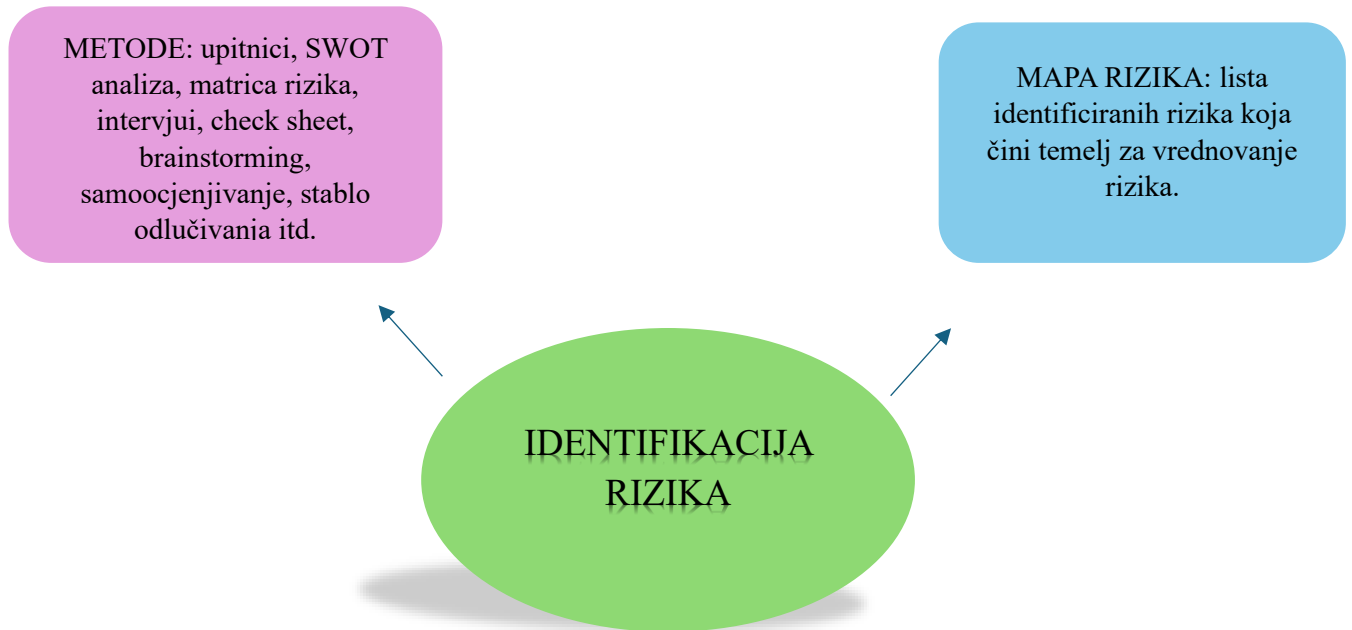 METODE: upitnici, SWOT
analiza, matrica rizika,
intervjui, check sheet,
brainstorming,
samoocjenjivanje, stablo
odlučivanja itd.
MAPA RIZIKA: lista
identificiranih rizika koja
čini temelj za vrednovanje
rizika.
IDENTIFIKACIJA
RIZIKA